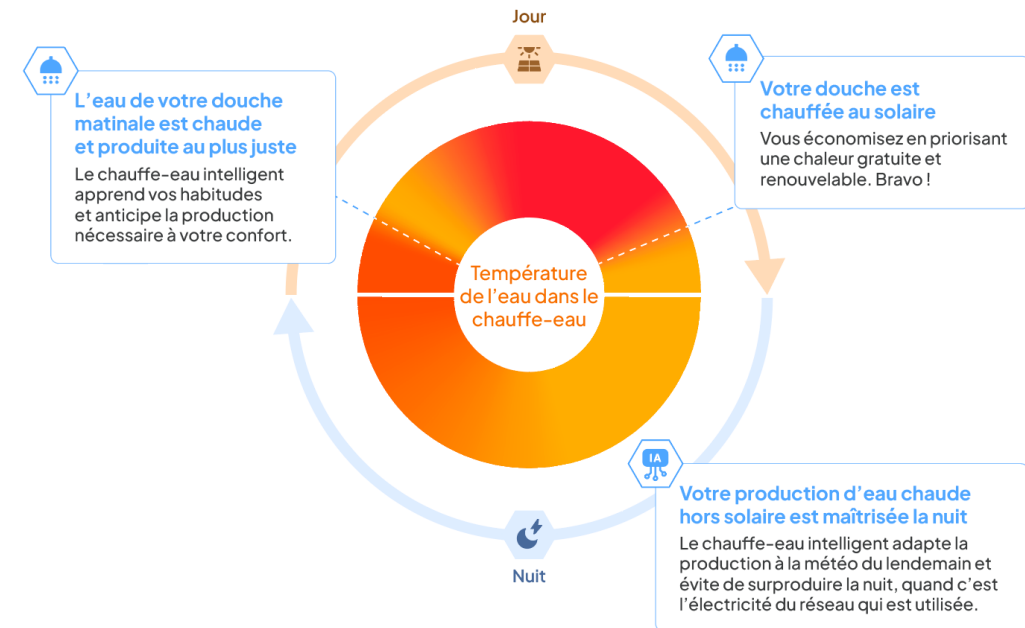 Jour
L’eau de votre douche
matinale est chaude
et produite au plus juste
Le chauffe-eau intelligent
apprend vos habitudes
et anticipe la production
nécessaire à votre confort.
Votre douche est
chauffée au solaire
Vous économisez en priorisant
une chaleur gratuite et
renouvelable. Bravo !
Température
de l’eau dans le
chauffe-eau
IA
Votre production d’eau chaude
hors solaire est maîtrisée la nuit
Le chauffe-eau intelligent adapte la
production à la météo du lendemain et
évite de surproduire la nuit, quand c’est
l’électricité du réseau qui est utilisée.
Nuit